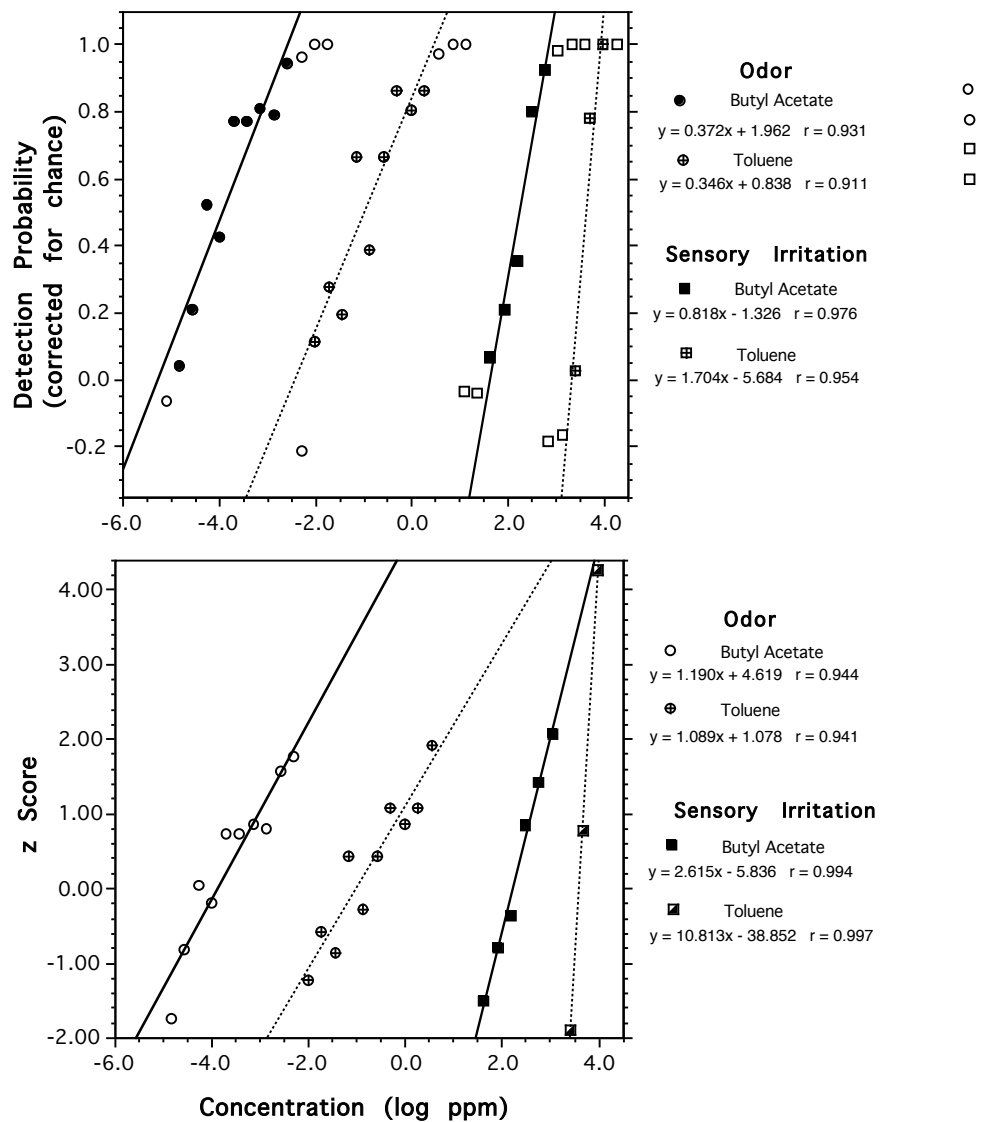 1.0
0.8
0.6
0.4
0.2
0.0
-0.2
Detection Probability
(corrected for chance)
-6.0 -4.0 -2.0 0.0 2.0 4.0
Odor
Butyl Acetate
y = 0.372x + 1.962 r = 0.931
Toluene
y = 0.346x + 0.838 r = 0.911
Sensory Irritation
Butyl Acetate
y = 0.818x - 1.326 r = 0.976
Toluene
y = 1.704x - 5.684 r = 0.954
4.00
3.00
2.00
1.00
0.00
-1.00
-2.00
z Score
-6.0 -4.0 -2.0 0.0 2.0 4.0
Concentration (log ppm)
Odor
Butyl Acetate
y = 1.190x + 4.619 r = 0.944
Toluene
y = 1.089x + 1.078 r = 0.941
Sensory Irritation
Butyl Acetate
y = 2.615x - 5.836 r = 0.994
Toluene
y = 10.813x - 38.852 r = 0.997